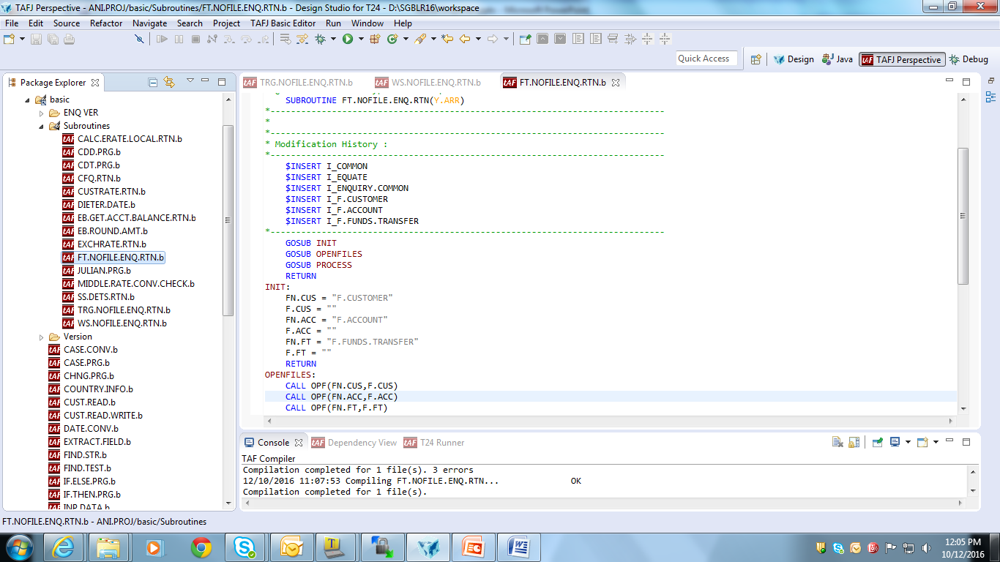 TAFJ Perspective - ANI.PROJ/basic/Subroutines/FT.NOFILE.ENQ.RTN.b - Design Studio for T24 - D:\SGBLR16\workspace
File Edit Source Refactor Navigate Search Project TAFJ Basic Editor Run Window Help
Quick Access Design Java TAFJ Perspective Debug
Package Explorer
basic
ENQ VER
Subroutines
CALC.ERATE.LOCAL.RTN.b
CDD.PRG.b
CDT.PRG.b
CFQ.RTN.b
CUSTRATE.RTN.b
DIETER.DATE.b
EB.GET.ACCT.BALANCE.RTN.b
EB.ROUND.AMT.b
EXCHRATE.RTN.b
FT.NOFILE.ENQ.RTN.b
JULIAN.PRG.b
MIDDLE.RATE.CONV.CHECK.b
SS.DETS.RTN.b
TRG.NOFILE.ENQ.RTN.b
WS.NOFILE.ENQ.RTN.b
Version
CASE.CONV.b
CASE.PRG.b
CHNG.PRG.b
COUNTRY.INFO.b
CUST.READ.b
CUST.READ.WRITE.b
DATE.CONV.b
EXTRACT.FIELD.b
FIND.STR.b
FIND.TEST.b
IF.ELSE.PRG.b
IF.THEN.PRG.b
INP.DATA.b
TRG.NOFILE.ENQ.RTN.b WS.NOFILE.ENQ.RTN.b FT.NOFILE.ENQ.RTN.b
SUBROUTINE FT.NOFILE.ENQ.RTN(Y.ARR)
*-----------------------------------------------------------------------------
*
*-----------------------------------------------------------------------------
* Modification History :
*-----------------------------------------------------------------------------
$INSERT I_COMMON
$INSERT I_EQUATE
$INSERT I_ENQUIRY.COMMON
$INSERT I_F.CUSTOMER
$INSERT I_F.ACCOUNT
$INSERT I_F.FUNDS.TRANSFER
*-----------------------------------------------------------------------------
GOSUB INIT
GOSUB OPENFILES
GOSUB PROCESS
RETURN
INIT:
FN.CUS = "F.CUSTOMER"
F.CUS = ""
FN.ACC = "F.ACCOUNT"
F.ACC = ""
FN.FT = "F.FUNDS.TRANSFER"
F.FT = ""
RETURN
OPENFILES:
CALL OPF(FN.CUS,F.CUS)
CALL OPF(FN.ACC,F.ACC)
CALL OPF(FN.FT,F.FT)
Console Dependency View T24 Runner
TAF Compiler
Compilation completed for 1 file(s). 3 errors
12/10/2016 11:07:53 Compiling FT.NOFILE.ENQ.RTN... OK
Compilation completed for 1 file(s).
FT.NOFILE.ENQ.RTN.b - ANI.PROJ/basic/Subroutines
12:05 PM
10/12/2016